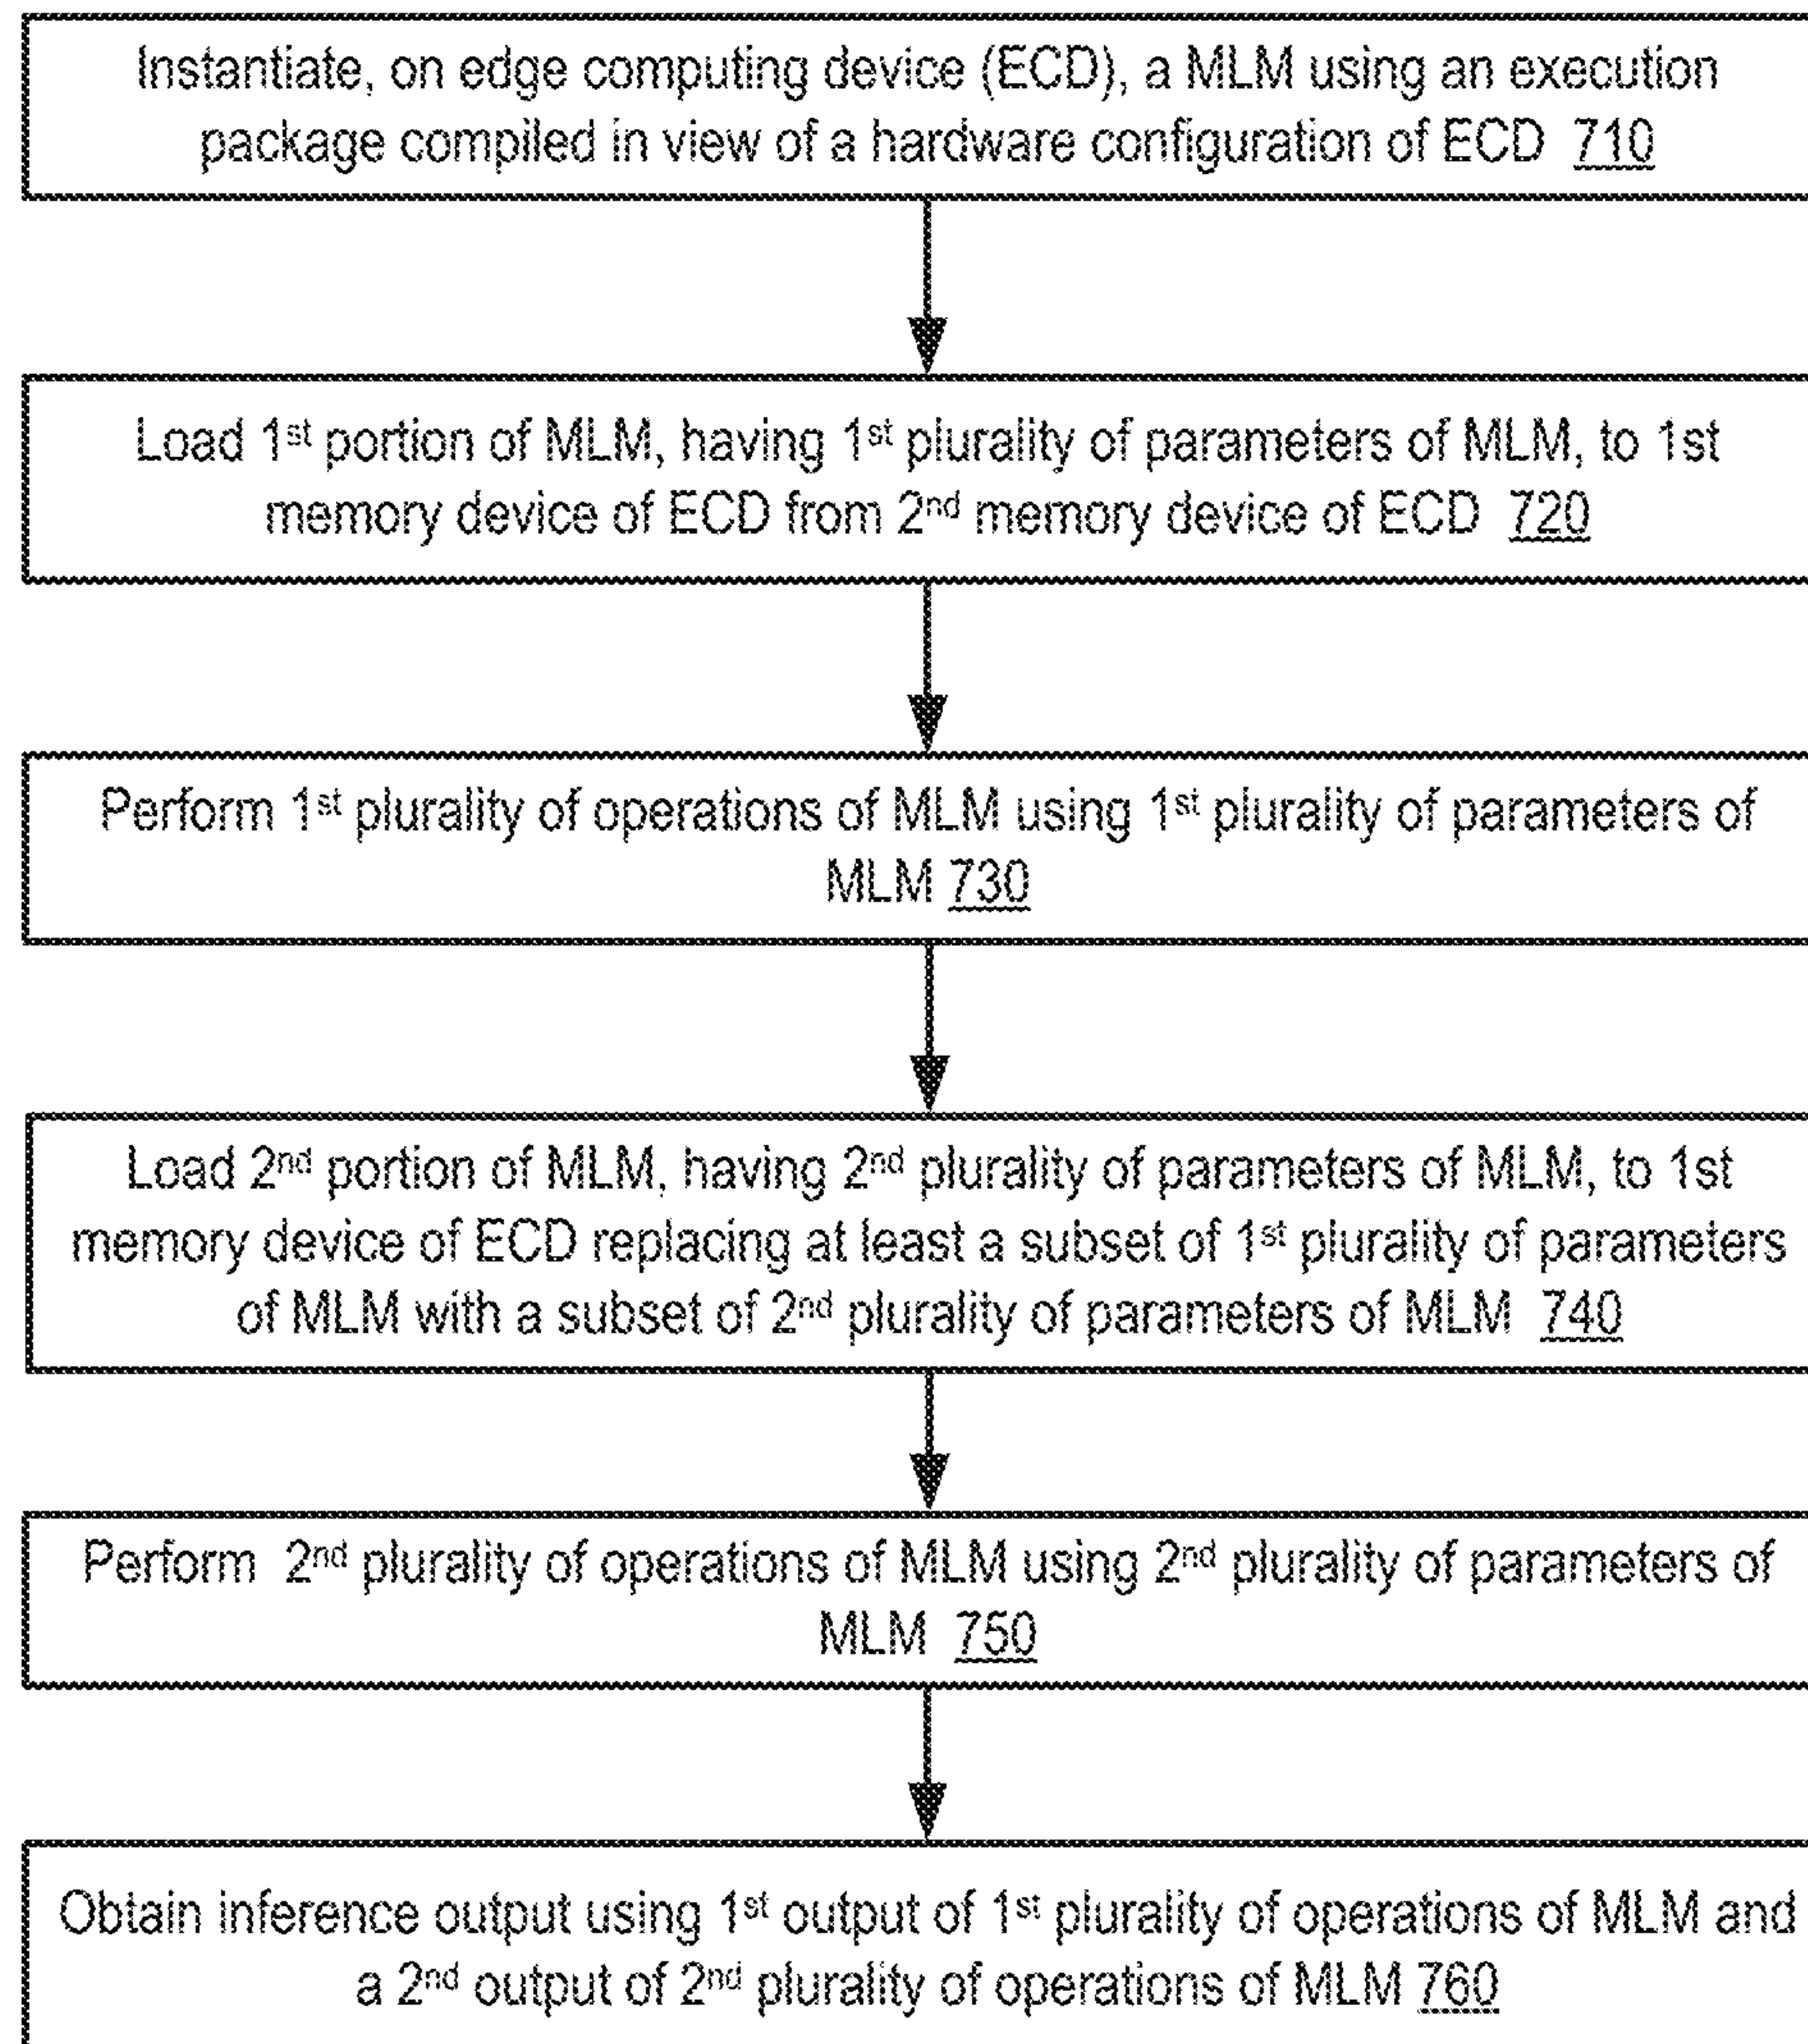 Instantiate, on edge computing device (ECD), a MLM using an execution
package compiled in view of a hardware configuration of ECD 710
Load 1st portion of MLM, having 1st plurality of parameters of MLM, to 1st
memory device of ECD from 2nd memory device of ECD 720
Perform 1st plurality of operations of MLM using 1st plurality of parameters of
MLM 730
Load 2nd portion of MLM, having 2nd plurality of parameters of MLM, to 1st
memory device of ECD replacing at least a subset of 1st plurality of parameters
of MLM with a subset of 2nd plurality of parameters of MLM 740
Perform 2nd plurality of operations of MLM using 2nd plurality of parameters of
MLM 750
Obtain inference output using 1st output of 1st plurality of operations of MLM and
a 2nd output of 2nd plurality of operations of MLM 760